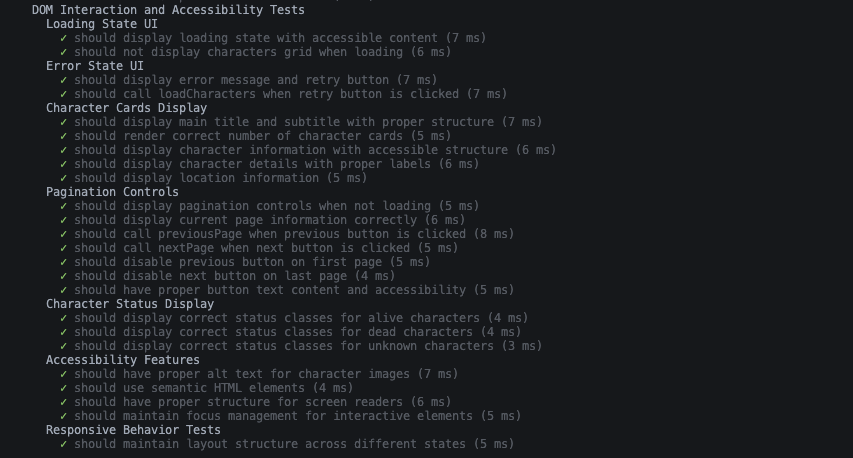 DOM Interaction and Accessibility Tests
Loading State UI
✓ should display loading state with accessible content (7 ms)
✓ should not display characters grid when loading (6 ms)
Error State UI
✓ should display error message and retry button (7 ms)
✓ should call loadCharacters when retry button is clicked (7 ms)
Character Cards Display
✓ should display main title and subtitle with proper structure (7 ms)
✓ should render correct number of character cards (5 ms)
✓ should display character information with accessible structure (6 ms)
✓ should display character details with proper labels (6 ms)
✓ should display location information (5 ms)
Pagination Controls
✓ should display pagination controls when not loading (5 ms)
✓ should display current page information correctly (6 ms)
✓ should call previousPage when previous button is clicked (8 ms)
✓ should call nextPage when next button is clicked (5 ms)
✓ should disable previous button on first page (5 ms)
✓ should disable next button on last page (4 ms)
✓ should have proper button text content and accessibility (5 ms)
Character Status Display
✓ should display correct status classes for alive characters (4 ms)
✓ should display correct status classes for dead characters (4 ms)
✓ should display correct status classes for unknown characters (3 ms)
Accessibility Features
✓ should have proper alt text for character images (7 ms)
✓ should use semantic HTML elements (4 ms)
✓ should have proper structure for screen readers (6 ms)
✓ should maintain focus management for interactive elements (5 ms)
Responsive Behavior Tests
✓ should maintain layout structure across different states (5 ms)